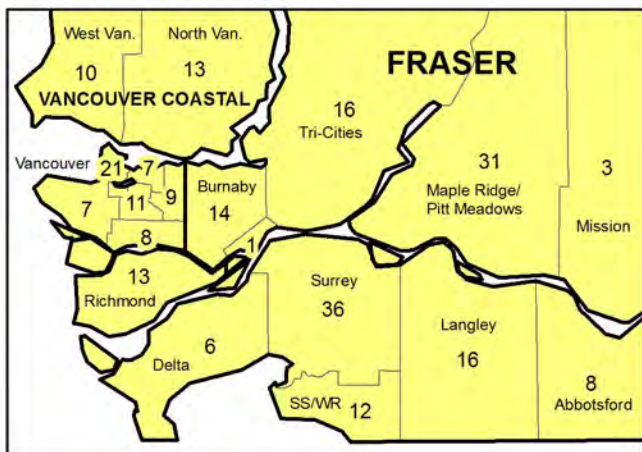 West Van.
North Van.
10
13
VANCOUVER COASTAL
FRASER
16
Tri-Cities
31
Maple Ridge/
Pitt Meadows
3
Mission
Vancouver
21
7
9
11
7
8
Burnaby
14
1
13
Richmond
Surrey
36
Langley
16
6
Delta
SS/WR
12
8
Abbotsford